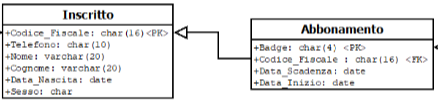 Inscritto
+Codice_Fiscale: char(16)<PK>
+Telefono: char(10)
+Nome: varchar(20)
+Cognome: varchar(20)
+Data_Nascita: date
+Sesso: char
Abbonamento
+Badge: char(4) <PK>
+Codice_Fiscale : char(16) <FK>
+Data_Scadenza: date
+Data_Inizio: date